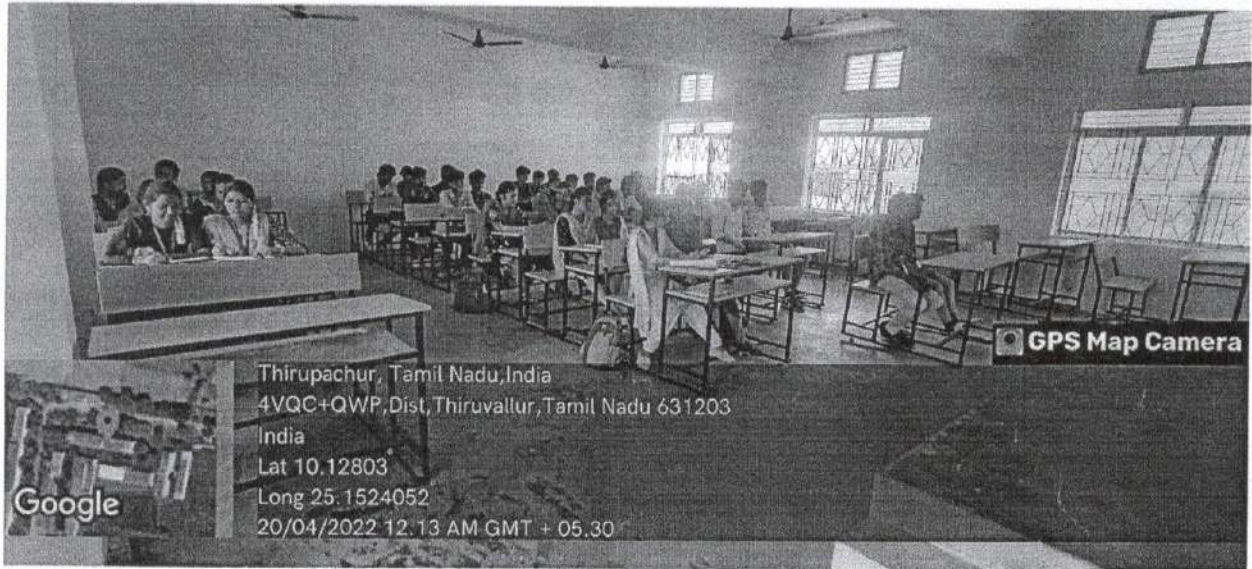 GPS Map Camera
Thirupachur, Tamil Nadu,India
4VQC+QWP,Dist,Thiruvallur,Tamil Nadu 631203
India
Lat 10.12803
Long 25.1524052
20/04/2022 12.13 AM GMT + 05.30
Google